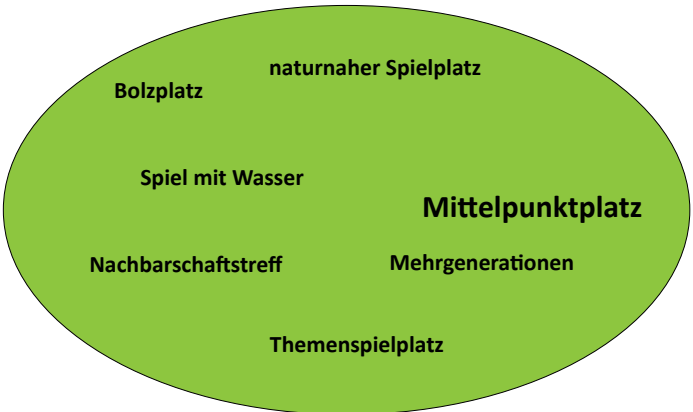 naturnaher Spielplatz
Bolzplatz
Spiel mit Wasser
Mittelpunktplatz
Nachbarschaftstreff
Mehrgenerationen
Themenspielplatz